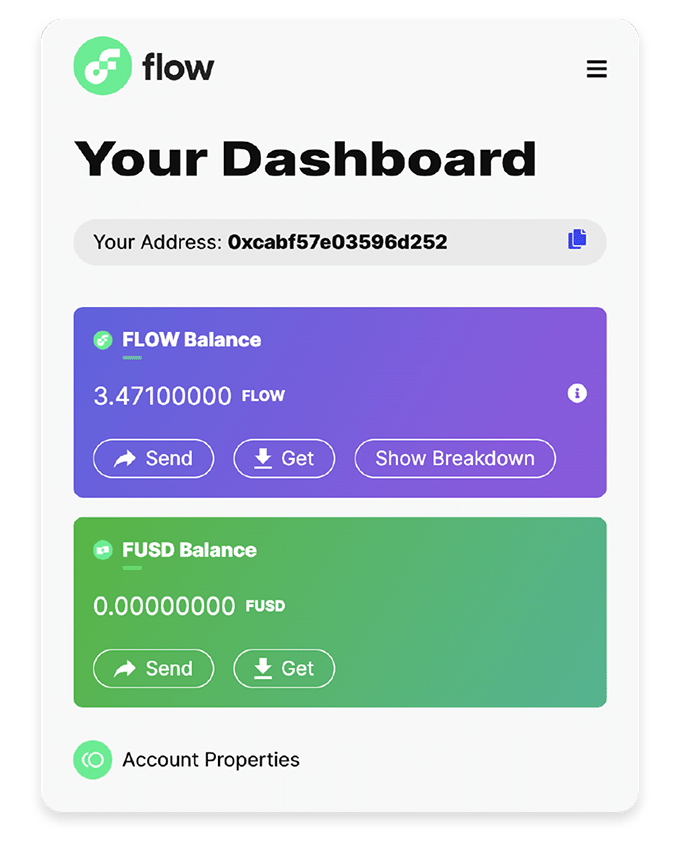 flow
Your Dashboard
Your Address: 0xcabf57e03596d252
FLOW Balance
3.47100000 FLOW
Send Get Show Breakdown
FUSD Balance
0.00000000 FUSD
Send Get
Account Properties